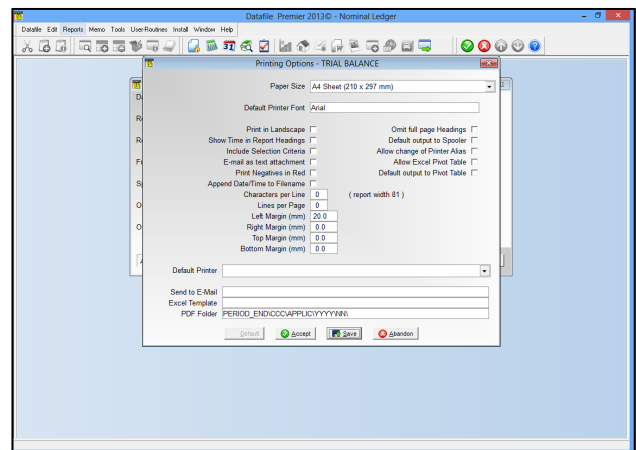 Datafile Premier 2013© - Nominal Ledger
Datafile Edit Reports Memo Tools User-Routines Install Window Help
31
Printing Options - TRIAL BALANCE
Paper Size A4 Sheet (210 x 297 mm)
Default Printer Font Arial
Print in Landscape Omit full page Headings
Show Time in Report Headings Default output to Spooler
Include Selection Criteria Allow change of Printer Alias
E-mail as text attachment Allow Excel Pivot Table
Print Negatives in Red Default output to Pivot Table
Append Date/Time to Filename
Characters per Line 0 ( report width 81 )
Lines per Page 0
Left Margin (mm) 20.0
Right Margin (mm) 0.0
Top Margin (mm) 0.0
Bottom Margin (mm) 0.0
Default Printer
Send to E-Mail
Excel Template
PDF Folder PERIOD_END\CCC\APPLIC\YYYY\NN\
Default Accept Save Abandon